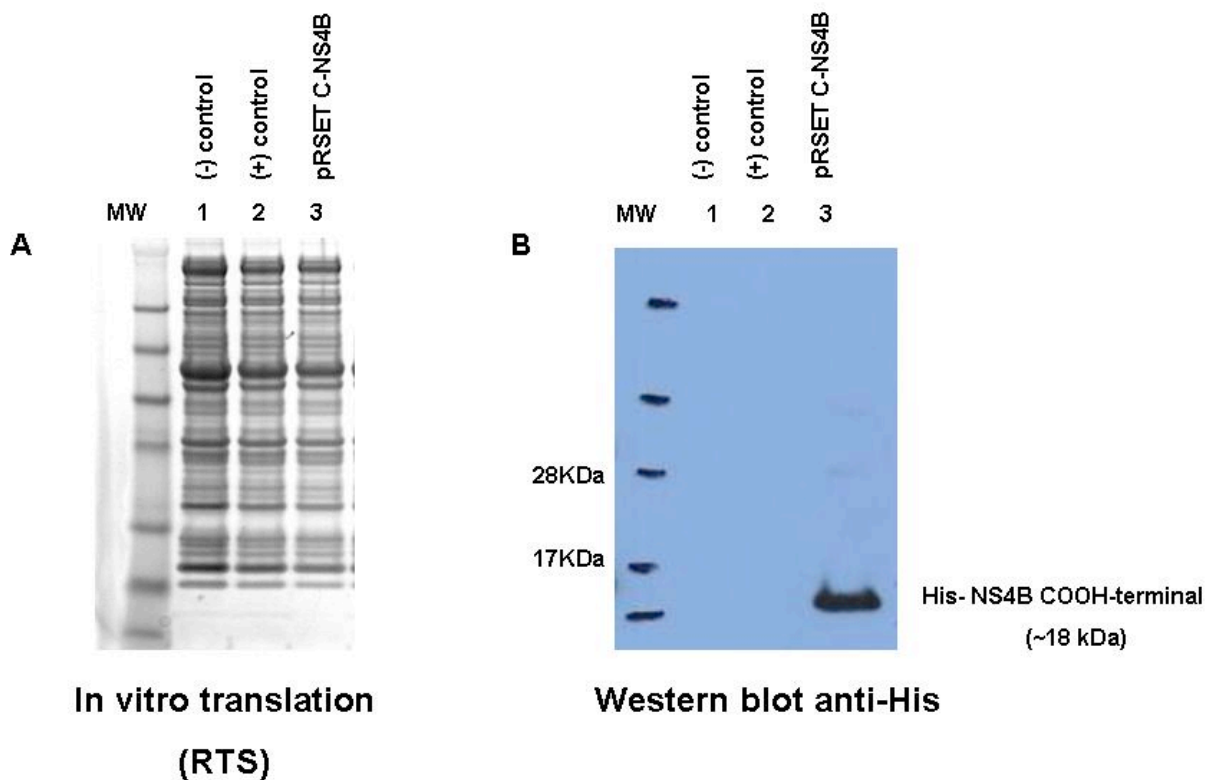 (-) control
(+) control
pRSET C-NS4B
MW 1 2 3
A
In vitro translation
(RTS)
(-) control
(+) control
pRSET C-NS4B
MW 1 2 3
B
28KDa
17KDa
His- NS4B COOH-terminal
(~18 kDa)
Western blot anti-His